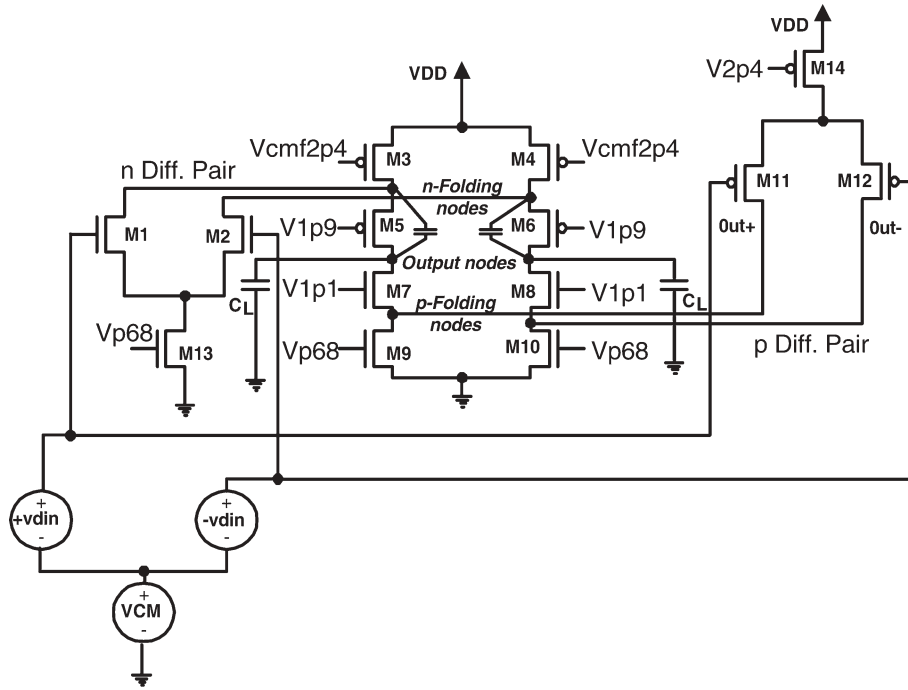 VDD
V2p4
M14
VDD
Vcmf2p4
M3
M4
Vcmf2p4
n Diff. Pair
n-Folding
nodes
M11
M12
M1
M2
V1p9
M5
M6
V1p9
0ut+
0ut-
Output nodes
CL
V1p1
M7
p-Folding
nodes
M8
V1p1
CL
Vp68
M13
Vp68
M9
M10
Vp68
p Diff. Pair
+
+vdin
-
+
-vdin
-
+
VCM
-